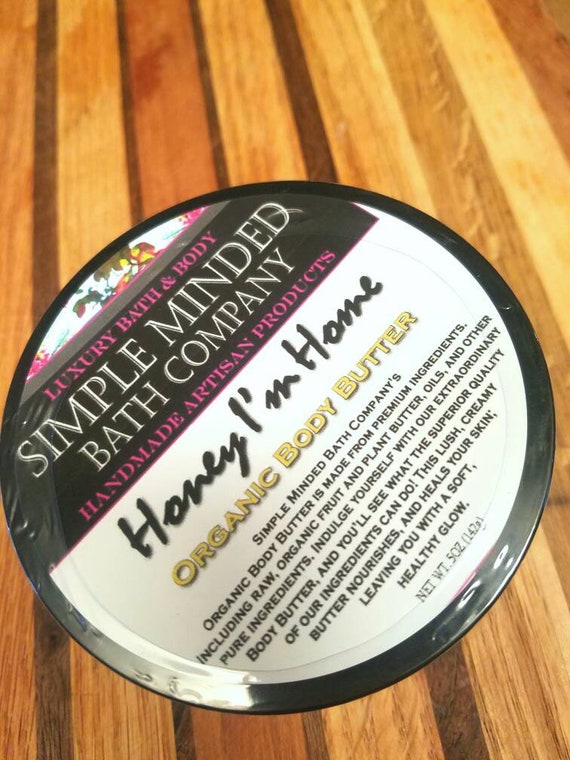 LUXURY BATH & BODY
SIMPLE MINDED
BATH COMPANY
HANDMADE ARTISAN PRODUCTS
Honey I'm Home
ORGANIC BODY BUTTER
SIMPLE MINDED BATH COMPANY'S
ORGANIC BODY BUTTER IS MADE FROM PREMIUM INGREDIENTS,
INCLUDING RAW, ORGANIC FRUIT AND PLANT BUTTER, OILS, AND OTHER
PURE INGREDIENTS. INDULGE YOURSELF WITH OUR EXTRAORDINARY
BODY BUTTER, AND YOU'LL SEE WHAT THE SUPERIOR QUALITY
OF OUR INGREDIENTS CAN DO! THIS LUSH, CREAMY
BUTTER NOURISHES, AND HEALS YOUR SKIN;
LEAVING YOU WITH A SOFT,
HEALTHY GLOW.
NET WT. 5OZ (142g)